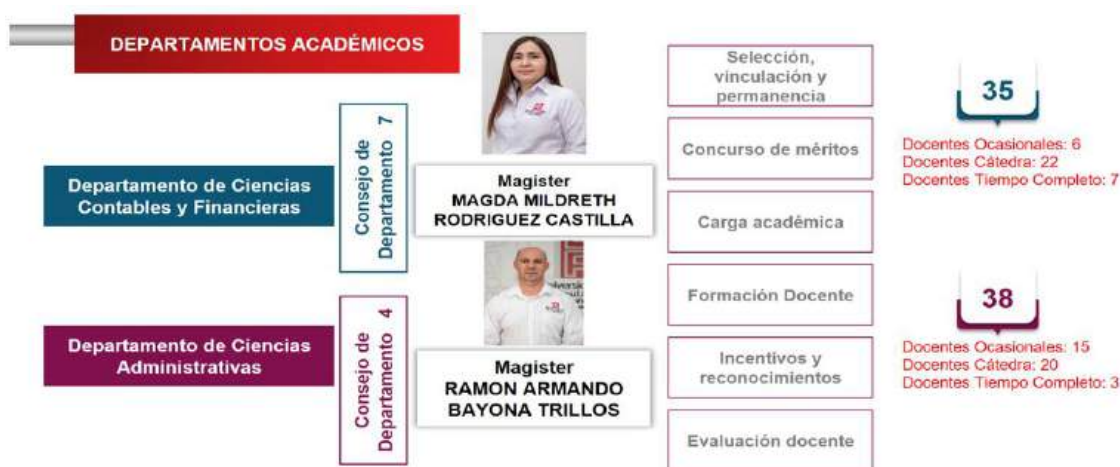 DEPARTAMENTOS ACADÉMICOS
Departamento de Ciencias
Contables y Financieras
Consejo de
Departamento 7
Magister
MAGDA MILDRETH
RODRIGUEZ CASTILLA
Departamento de Ciencias
Administrativas
Consejo de
Departamento 4
Magister
RAMON ARMANDO
BAYONA TRILLOS
Selección,
vinculación y
permanencia
Concurso de méritos
Carga académica
Formación Docente
Incentivos y
reconocimientos
Evaluación docente
35
Docentes Ocasionales: 6
Docentes Cátedra: 22
Docentes Tiempo Completo: 7
38
Docentes Ocasionales: 15
Docentes Cátedra: 20
Docentes Tiempo Completo: 3